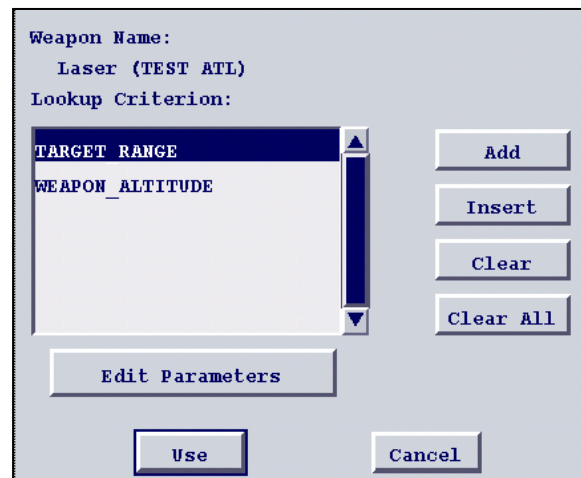 Weapon Name:
Laser (TEST ATL)
Lookup Criterion:
TARGET RANGE
WEAPON_ALTITUDE
Add
Insert
Clear
Clear All
Edit Parameters
Use
Cancel